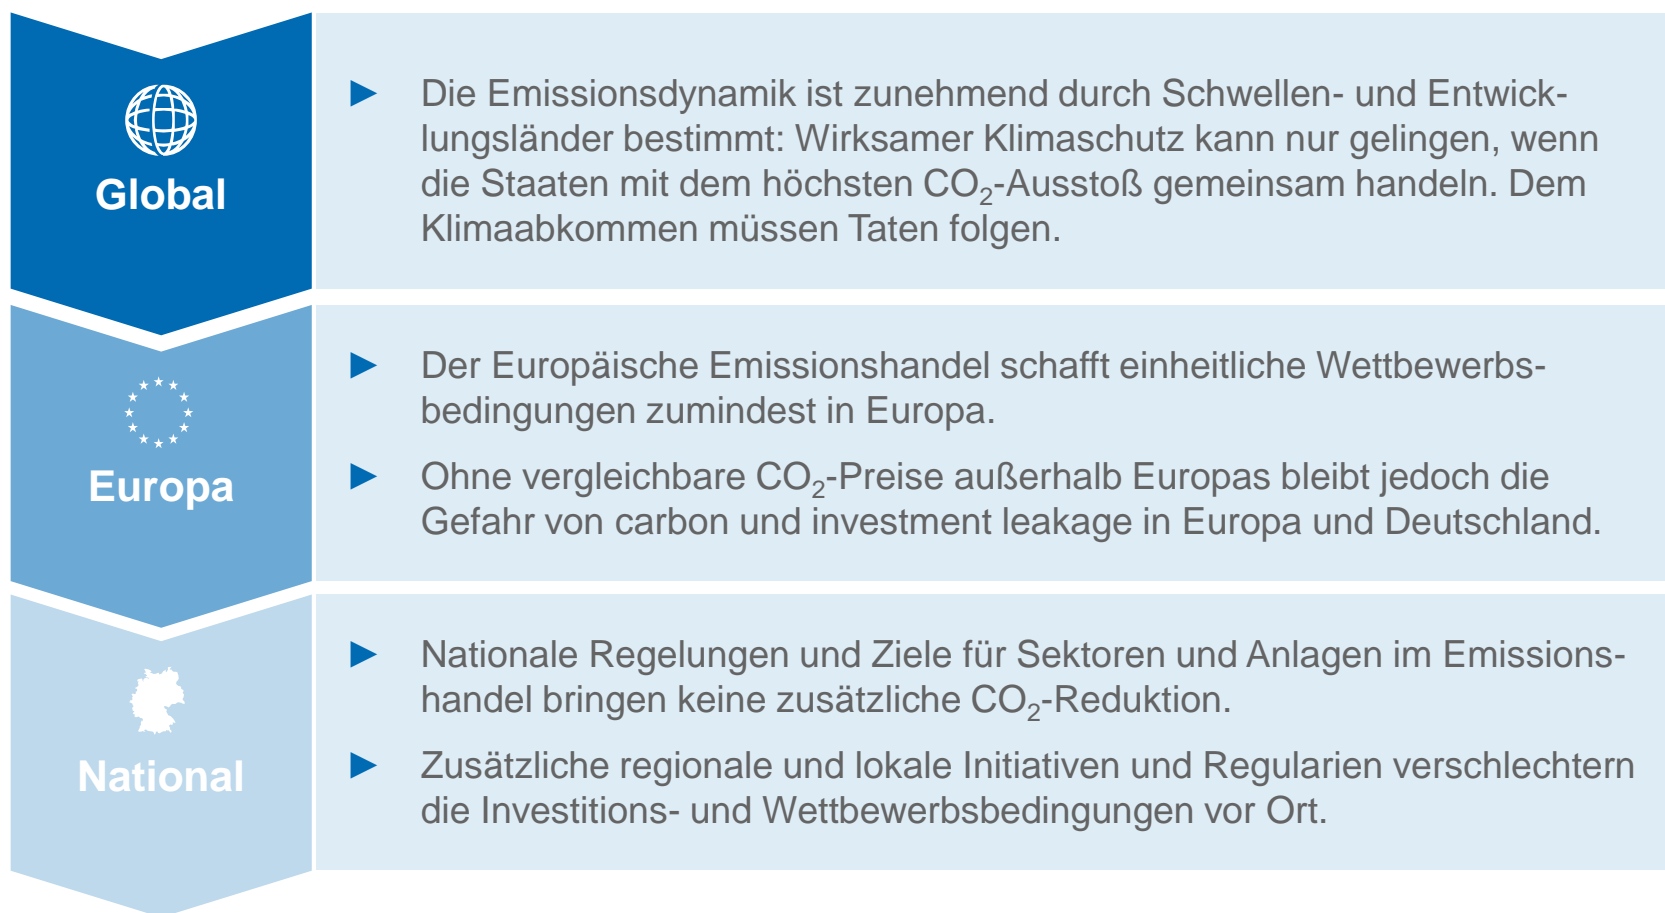 Global
► Die Emissionsdynamik ist zunehmend durch Schwellen- und Entwick-
lungsländer bestimmt: Wirksamer Klimaschutz kann nur gelingen, wenn
die Staaten mit dem höchsten CO₂-Ausstoß gemeinsam handeln. Dem
Klimaabkommen müssen Taten folgen.
Europa
► Der Europäische Emissionshandel schafft einheitliche Wettbewerbs-
bedingungen zumindest in Europa.
► Ohne vergleichbare CO₂-Preise außerhalb Europas bleibt jedoch die
Gefahr von carbon und investment leakage in Europa und Deutschland.
National
► Nationale Regelungen und Ziele für Sektoren und Anlagen im Emissions-
handel bringen keine zusätzliche CO₂-Reduktion.
► Zusätzliche regionale und lokale Initiativen und Regularien verschlechtern
die Investitions- und Wettbewerbsbedingungen vor Ort.